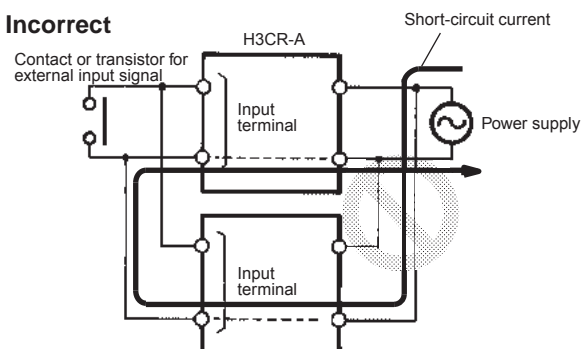 Incorrect
Short-circuit current
H3CR-A
Contact or transistor for
external input signal
Input
terminal
Power supply
Input
terminal